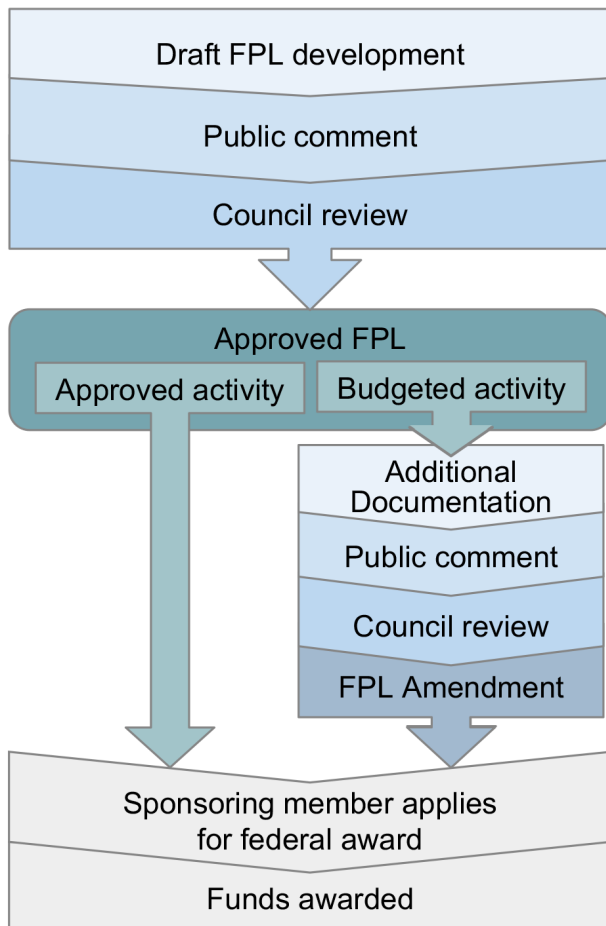 Draft FPL development
Public comment
Council review
Approved FPL
Approved activity
Budgeted activity
Additional
Documentation
Public comment
Council review
FPL Amendment
Sponsoring member applies
for federal award
Funds awarded